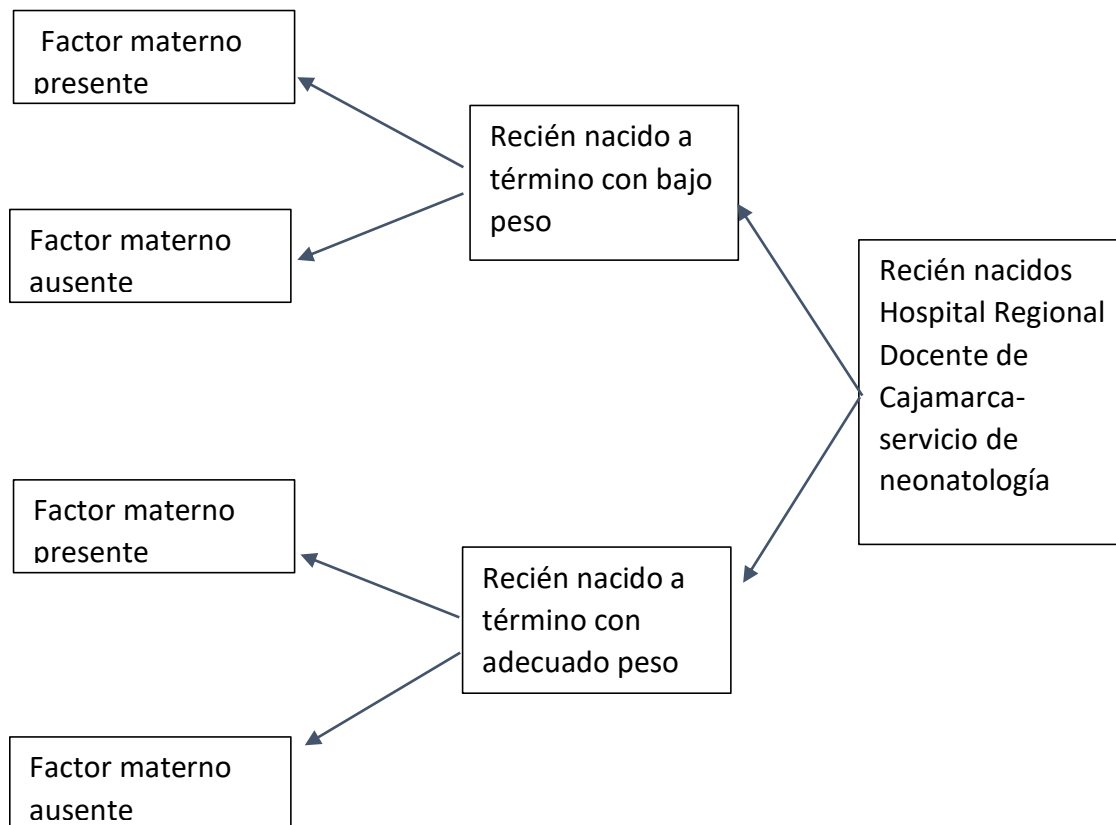 Factor materno
presente
Factor materno
ausente
Recién nacido a
término con bajo
peso
Recién nacidos
Hospital Regional
Docente de
Cajamarca-
servicio de
neonatología
Factor materno
presente
Recién nacido a
término con
adecuado peso
Factor materno
ausente